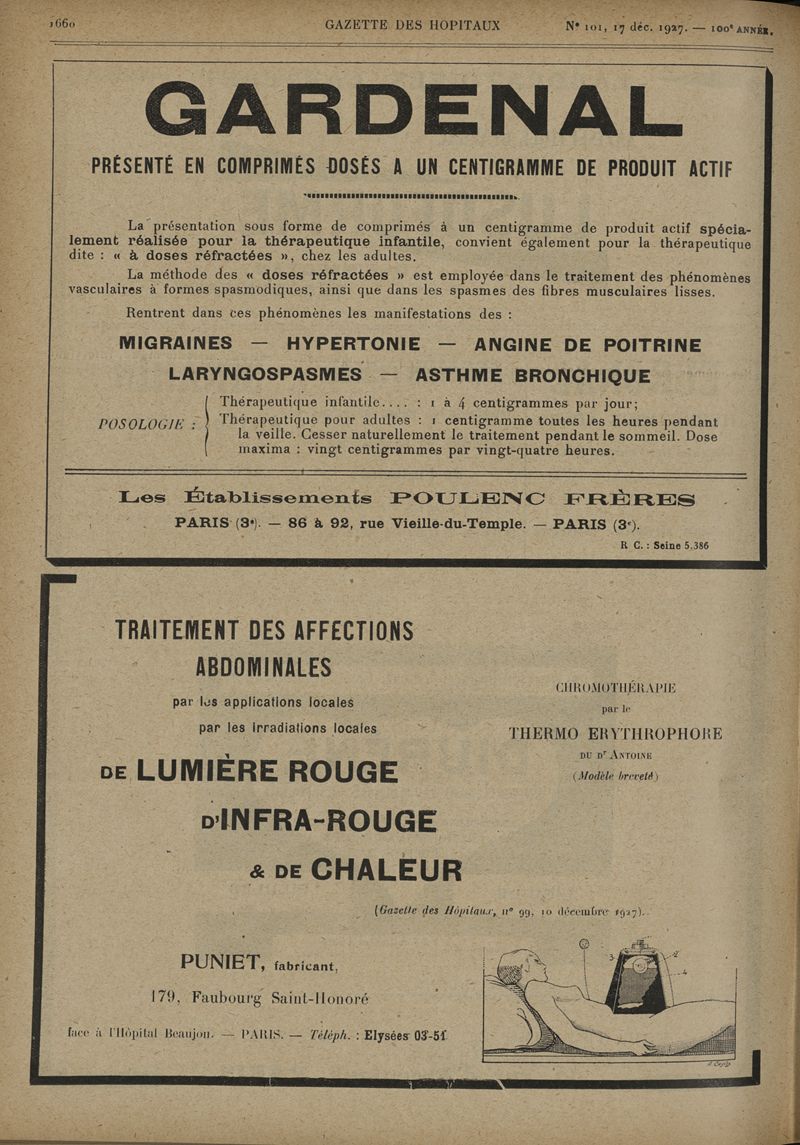 1660
GAZETTE DES HOPITAUX
N° 101, 17 déc. 1927. — 100e ANNÉE.
GARDENAL
PRÉSENTÉ EN COMPRIMÉS DOSÉS A UN CENTIGRAMME DE PRODUIT ACTIF
La présentation sous forme de comprimés à un centigramme de produit actif spécia-
lement réalisée pour la thérapeutique infantile, convient également pour la thérapeutique
dite : « à doses réfractées », chez les adultes.
La méthode des « doses réfractées » est employée dans le traitement des phénomènes
vasculaires à formes spasmodiques, ainsi que dans les spasmes des fibres musculaires lisses.
Rentrent dans ces phénomènes les manifestations des :
MIGRAINES — HYPERTONIE — ANGINE DE POITRINE
LARYNGOSPASMES — ASTHME BRONCHIQUE
POSOLOGIE :
Thérapeutique infantile.... : 1 à 4 centigrammes par jour;
Thérapeutique pour adultes : 1 centigramme toutes les heures pendant
la veille. Cesser naturellement le traitement pendant le sommeil. Dose
maxima : vingt centigrammes par vingt-quatre heures.
Les Établissements POULENC FRÈRES
PARIS (3e). — 86 à 92, rue Vieille-du-Temple. — PARIS (3e).
R C. : Seine 5.386
TRAITEMENT DES AFFECTIONS
ABDOMINALES
par les applications locales
par les irradiations locales
DE LUMIÈRE ROUGE
D'INFRA-ROUGE
& DE CHALEUR
CHROMOTHÉRAPIE
par le
THERMO ERYTHROPHORE
DU Dr ANTOINE
(Modèle breveté)
(Gazette des Hôpitaux, n° 99, 10 décembre 1927).
PUNIET, fabricant,
179, Faubourg Saint-Honoré
face à l'Hôpital Beaujon. — PARIS. — Téléph. : Elysées 03-51
3
2
4